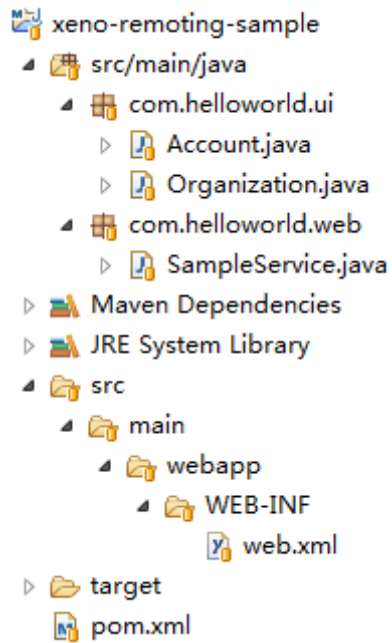 xeno-remoting-sample
src/main/java
com.helloworld.ui
Account.java
Organization.java
com.helloworld.web
SampleService.java
Maven Dependencies
JRE System Library
src
main
webapp
WEB-INF
web.xml
target
pom.xml